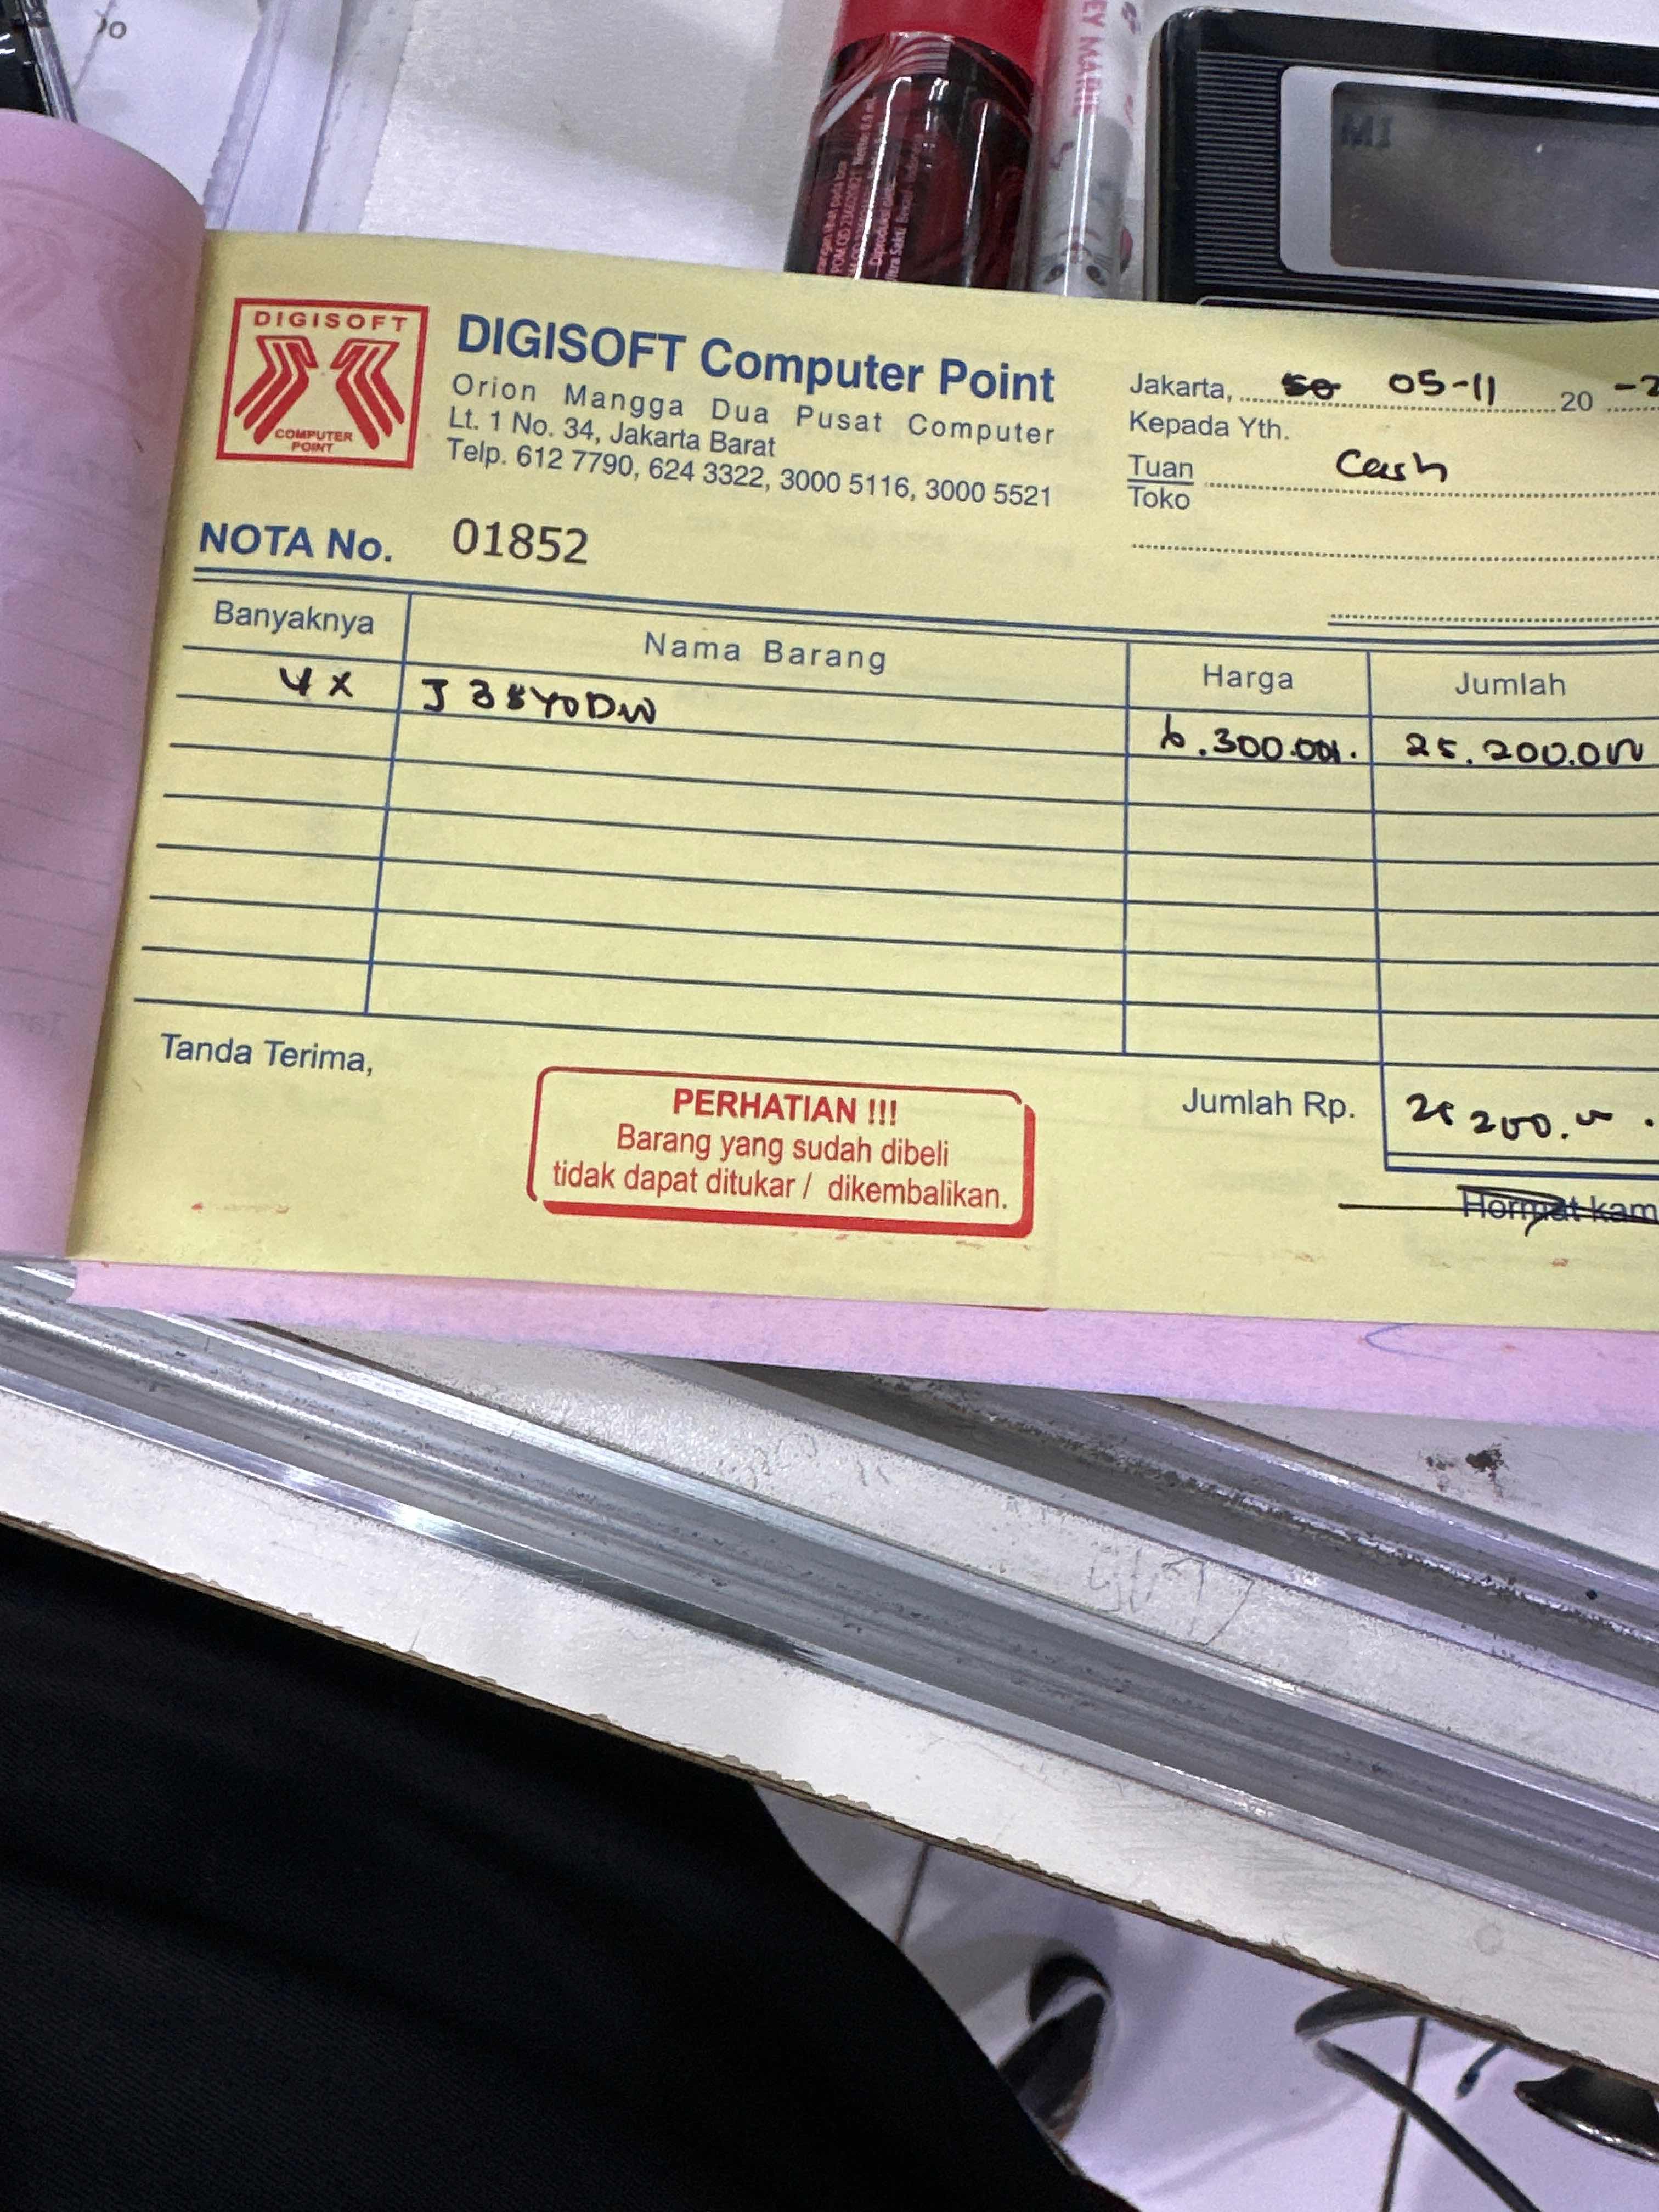 DIGISOFT
COMPUTER
POINT
DIGISOFT Computer Point
Orion Mangga Dua Pusat Computer
Lt. 1 No. 34, Jakarta Barat
Telp. 612 7790, 624 3322, 3000 5116, 3000 5521
Jakarta, 05-11 20
Kepada Yth.
Tuan
Toko
Cash
NOTA No. 01852
Banyaknya Nama Barang Harga Jumlah
4 X J 3840DW 6.300.000. 25.200.000
Tanda Terima,
PERHATIAN !!!
Barang yang sudah dibeli
tidak dapat ditukar / dikembalikan.
Jumlah Rp. 25 200.
Hormat kam